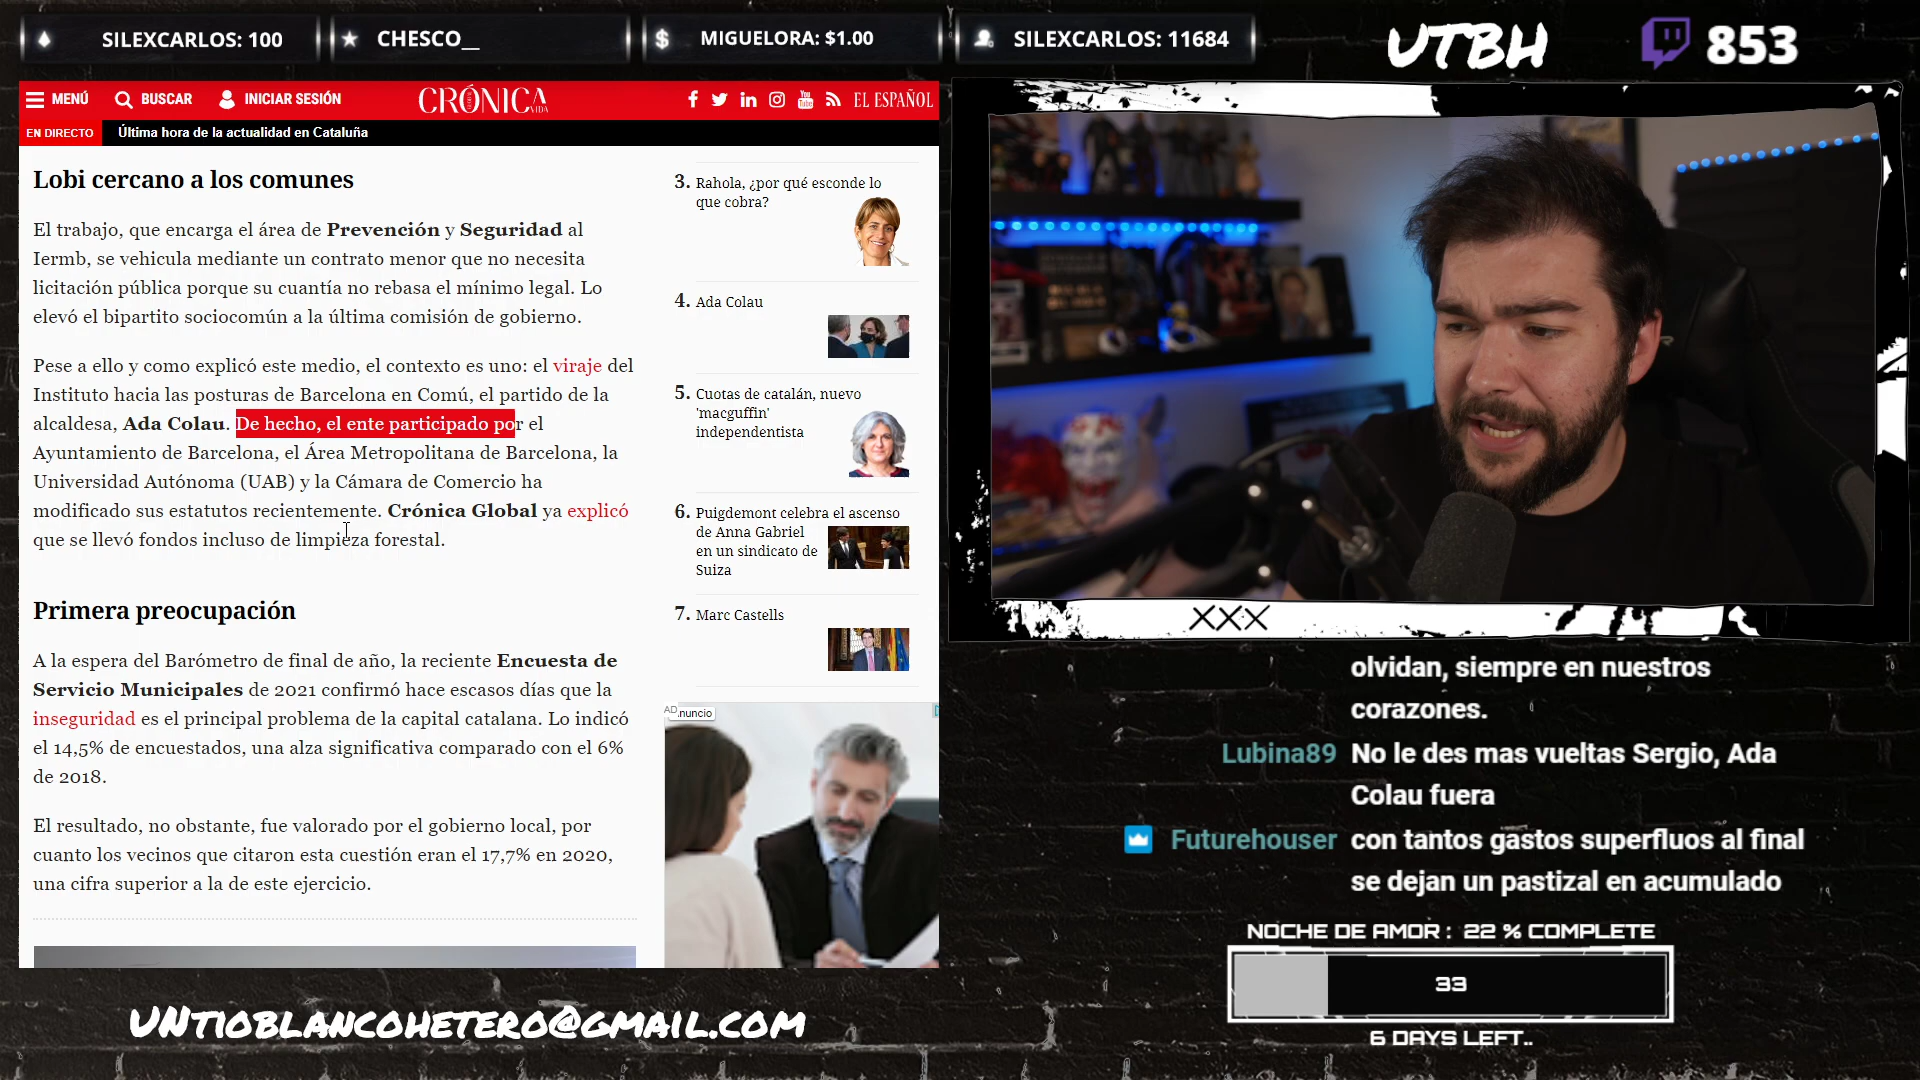 SILEXCARLOS: 100
CHESCO__
MIGUELORA: $1.00
SILEXCARLOS: 11684
UTBH
853
MENÚ
BUSCAR
INICIAR SESIÓN
CRÓNICA
VIDA
EL ESPAÑOL
EN DIRECTO
Última hora de la actualidad en Cataluña
Lobi cercano a los comunes
El trabajo, que encarga el área de Prevención y Seguridad al
Iermb, se vehicula mediante un contrato menor que no necesita
licitación pública porque su cuantía no rebasa el mínimo legal. Lo
elevó el bipartito sociocomún a la última comisión de gobierno.
Pese a ello y como explicó este medio, el contexto es uno: el viraje del
Instituto hacia las posturas de Barcelona en Comú, el partido de la
alcaldesa, Ada Colau. De hecho, el ente participado por el
Ayuntamiento de Barcelona, el Área Metropolitana de Barcelona, la
Universidad Autónoma (UAB) y la Cámara de Comercio ha
modificado sus estatutos recientemente. Crónica Global ya explicó
que se llevó fondos incluso de limpieza forestal.
Primera preocupación
A la espera del Barómetro de final de año, la reciente Encuesta de
Servicio Municipales de 2021 confirmó hace escasos días que la
inseguridad es el principal problema de la capital catalana. Lo indicó
el 14,5% de encuestados, una alza significativa comparado con el 6%
de 2018.
El resultado, no obstante, fue valorado por el gobierno local, por
cuanto los vecinos que citaron esta cuestión eran el 17,7% en 2020,
una cifra superior a la de este ejercicio.
3. Rahola, ¿por qué esconde lo
que cobra?
4. Ada Colau
5. Cuotas de catalán, nuevo
'macguffin'
independentista
6. Puigdemont celebra el ascenso
de Anna Gabriel
en un sindicato de
Suiza
7. Marc Castells
AD
.nuncio
XXX
olvidan, siempre en nuestros
corazones.
Lubina89 No le des mas vueltas Sergio, Ada
Colau fuera
Futurehouser con tantos gastos superfluos al final
se dejan un pastizal en acumulado
NOCHE DE AMOR : 22 % COMPLETE
33
6 DAYS LEFT..
UNTIOBLANCOHETERO@GMAIL.COM